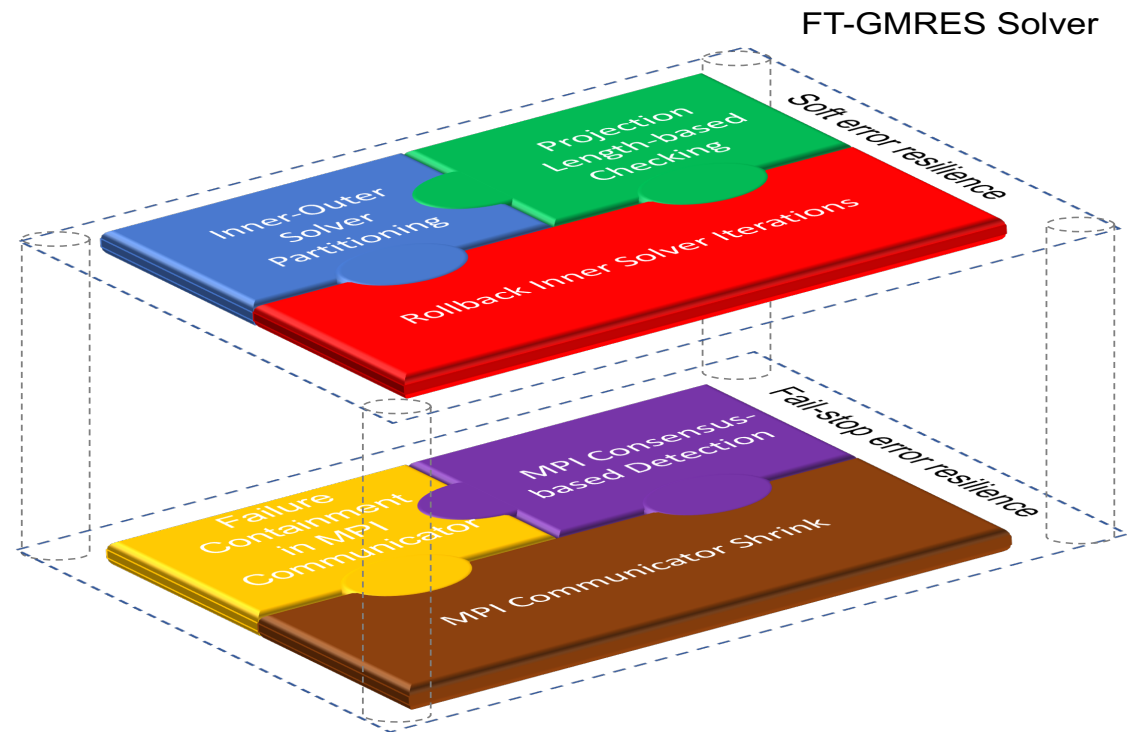 FT-GMRES Solver
Soft error resilience
Projection
Length-based
Checking
Inner-Outer
Solver
Partitioning
Rollback Inner Solver Iterations
Fail-stop error resilience
MPI Consensus-
based Detection
Failure
Containment
in MPI
Communicator
MPI Communicator Shrink